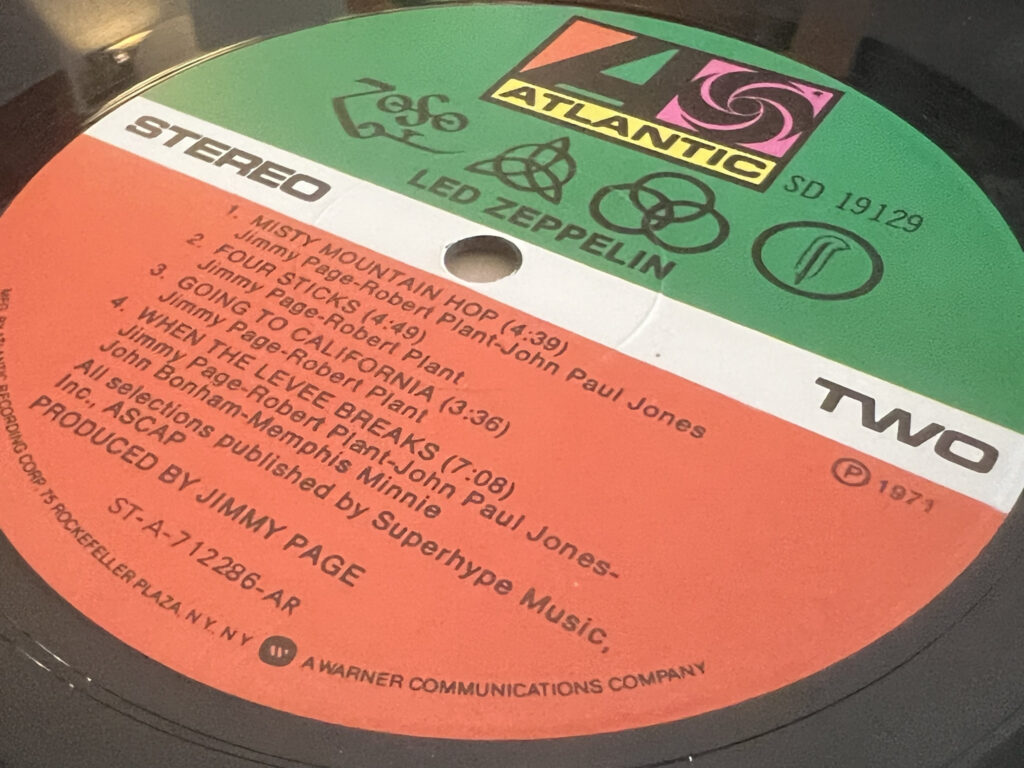 ATLANTIC
SD 19129
ZoSo
LED ZEPPELIN
STEREO
TWO
℗ 1971
1. MISTY MOUNTAIN HOP (4:39)
Jimmy Page-Robert Plant-John Paul Jones
2. FOUR STICKS (4:49)
Jimmy Page-Robert Plant
3. GOING TO CALIFORNIA (3:36)
Jimmy Page-Robert Plant
4. WHEN THE LEVEE BREAKS (7:08)
Jimmy Page-Robert Plant-John Paul Jones-
John Bonham-Memphis Minnie
All selections published by Superhype Music,
Inc., ASCAP
PRODUCED BY JIMMY PAGE
ST-A-712286-AR
RECORDING CORP. 75 ROCKEFELLER PLAZA, N.Y. N.Y. A WARNER COMMUNICATIONS COMPANY